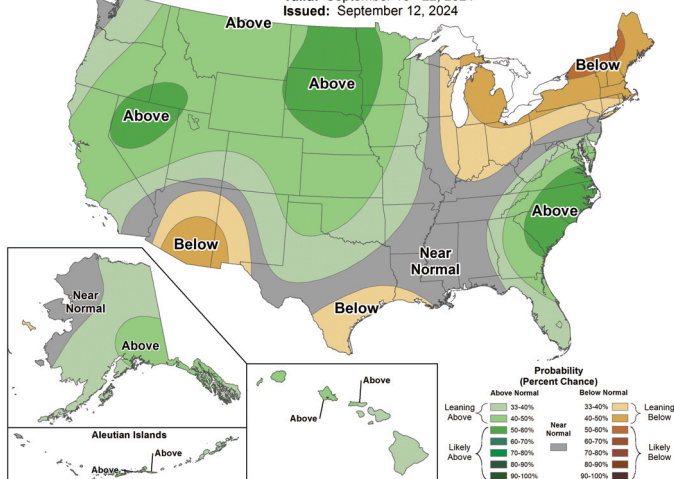 Issued: September 12, 2024
Above
Above
Above
Below
Above
Below
Near
Normal
Below
Near
Normal
Above
Aleutian Islands
Above
Above
Above
Above
Probability
(Percent Chance)
Above Normal
Below Normal
Leaning
Above
33-40%
40-50%
Likely
Above
50-60%
60-70%
70-80%
80-90%
90-100%
Near
Normal
33-40%
40-50%
Leaning
Below
50-60%
60-70%
70-80%
80-90%
90-100%
Likely
Below